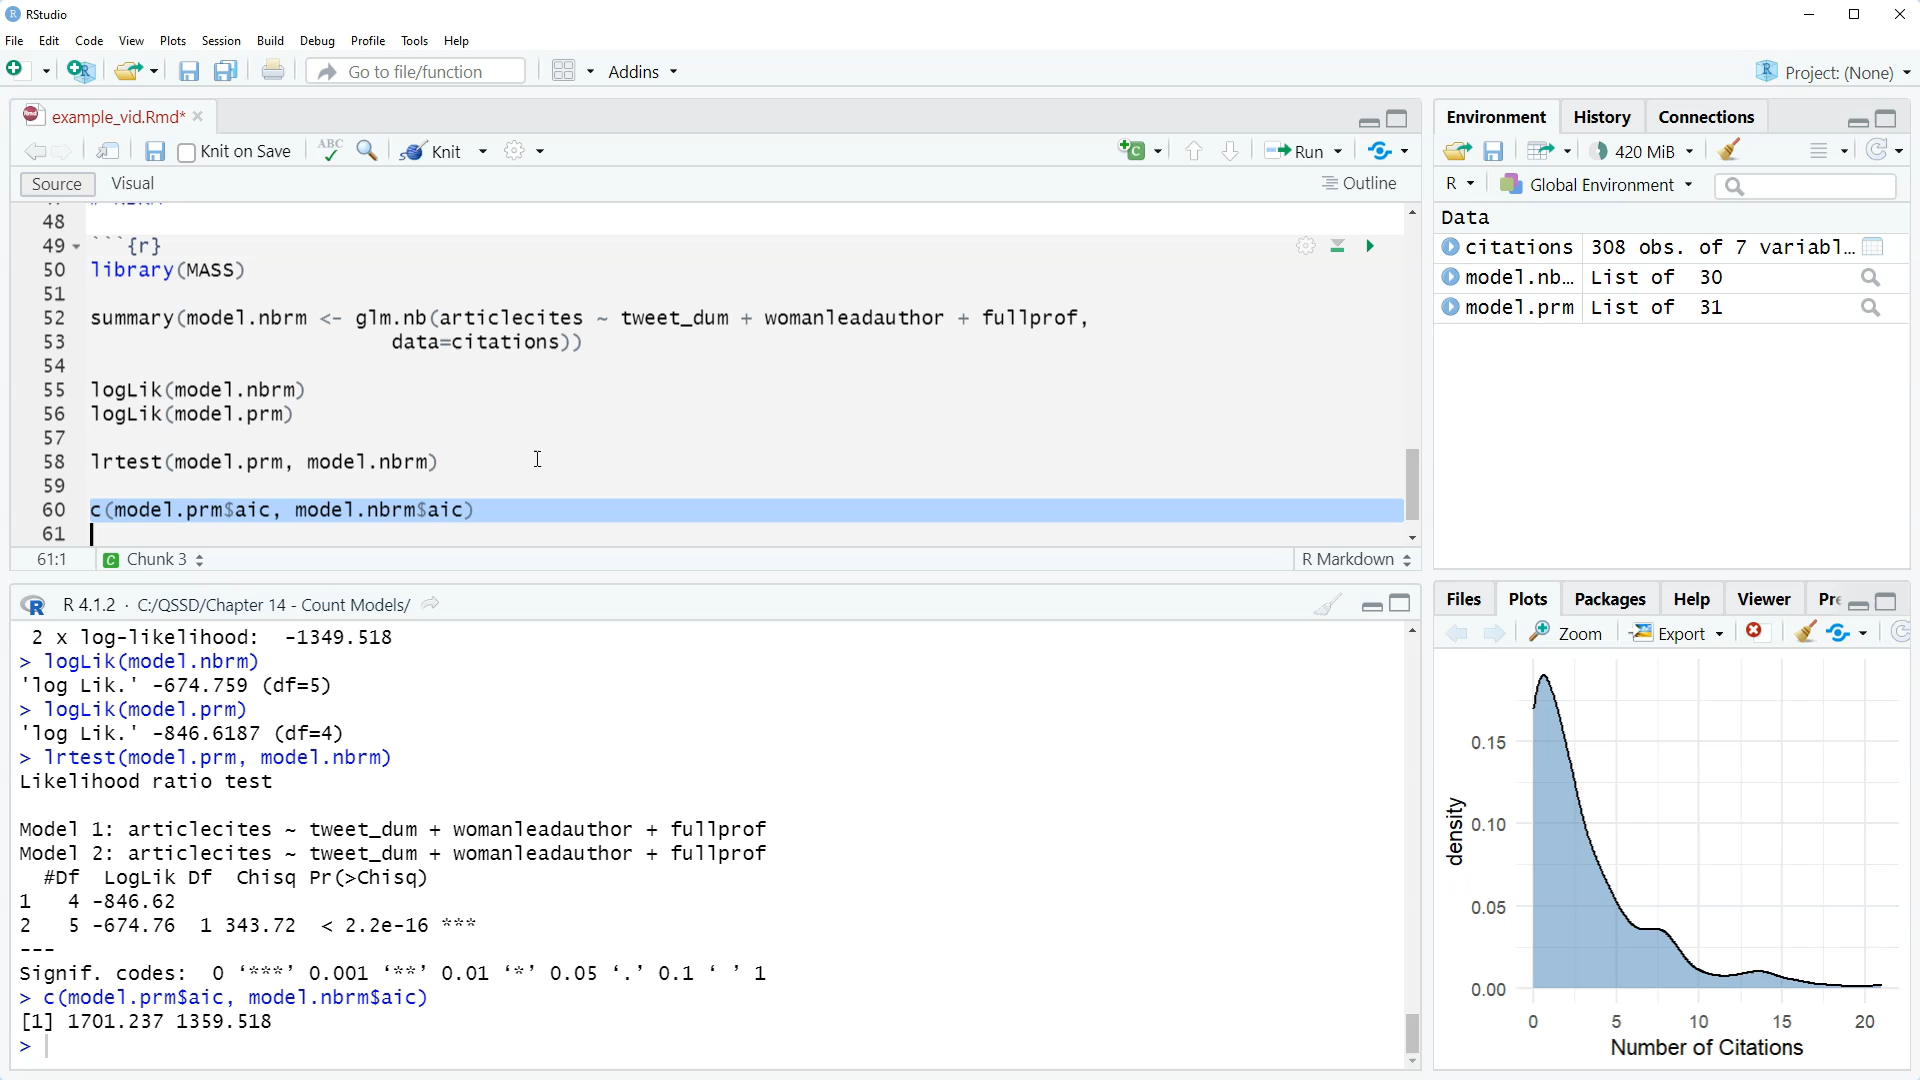 RStudio
File Edit Code View Plots Session Build Debug Profile Tools Help
Go to file/function Addins Project: (None)
example_vid.Rmd*
Knit on Save ABC Knit Run
Source Visual Outline
48
49 ```{r}
50 library(MASS)
51
52 summary(model.nbrm <- glm.nb(articlecites ~ tweet_dum + womanleadauthor + fullprof,
53 data=citations))
54
55 logLik(model.nbrm)
56 logLik(model.prm)
57
58 lrtest(model.prm, model.nbrm)
59
60 c(model.prm$aic, model.nbrm$aic)
61
61:1 C Chunk 3 R Markdown
R R 4.1.2 · C:/QSSD/Chapter 14 - Count Models/
2 x log-likelihood: -1349.518
> logLik(model.nbrm)
'log Lik.' -674.759 (df=5)
> logLik(model.prm)
'log Lik.' -846.6187 (df=4)
> lrtest(model.prm, model.nbrm)
Likelihood ratio test
Model 1: articlecites ~ tweet_dum + womanleadauthor + fullprof
Model 2: articlecites ~ tweet_dum + womanleadauthor + fullprof
#Df LogLik Df Chisq Pr(>Chisq)
1 4 -846.62
2 5 -674.76 1 343.72 < 2.2e-16 ***
---
Signif. codes: 0 ‘***’ 0.001 ‘**’ 0.01 ‘*’ 0.05 ‘.’ 0.1 ‘ ’ 1
> c(model.prm$aic, model.nbrm$aic)
[1] 1701.237 1359.518
>
Environment History Connections
420 MiB
R Global Environment
Data
citations 308 obs. of 7 variabl…
model.nb… List of 30
model.prm List of 31
Files Plots Packages Help Viewer Pr
Zoom Export
0.15
0.10
0.05
0.00
density
0 5 10 15 20
Number of Citations